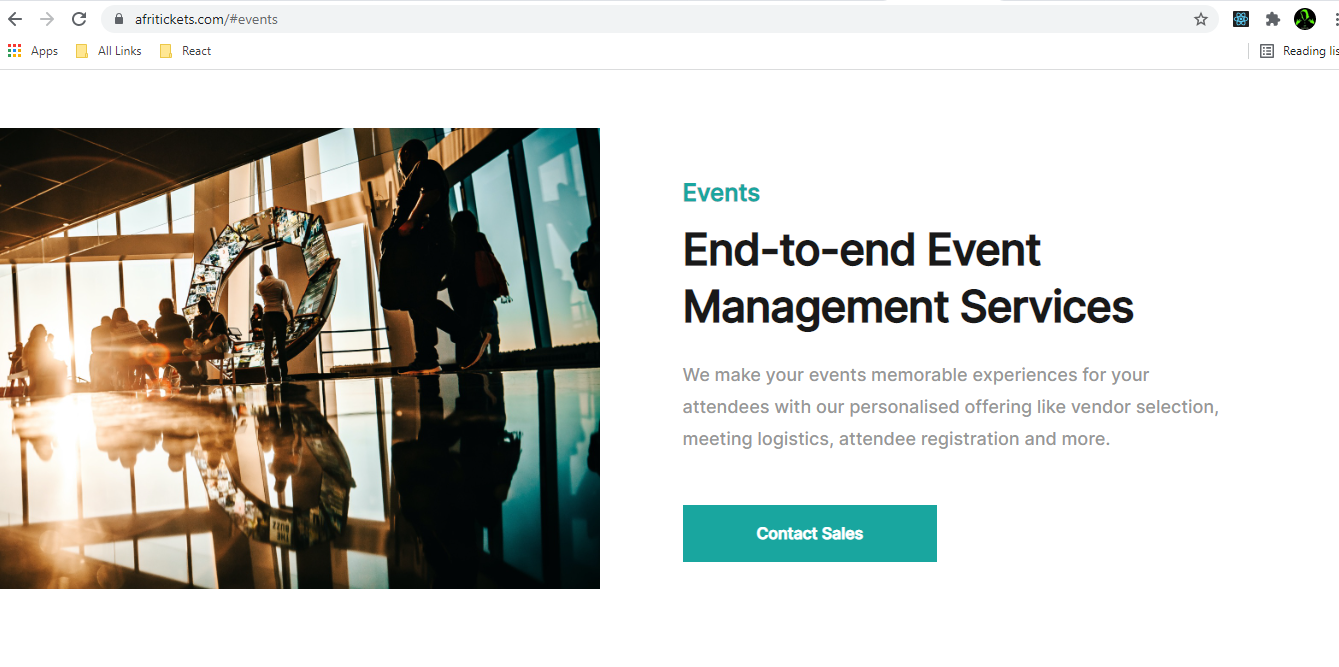 afritickets.com/#events
Apps All Links React Reading lis
Events
End-to-end Event
Management Services
We make your events memorable experiences for your
attendees with our personalised offering like vendor selection,
meeting logistics, attendee registration and more.
Contact Sales